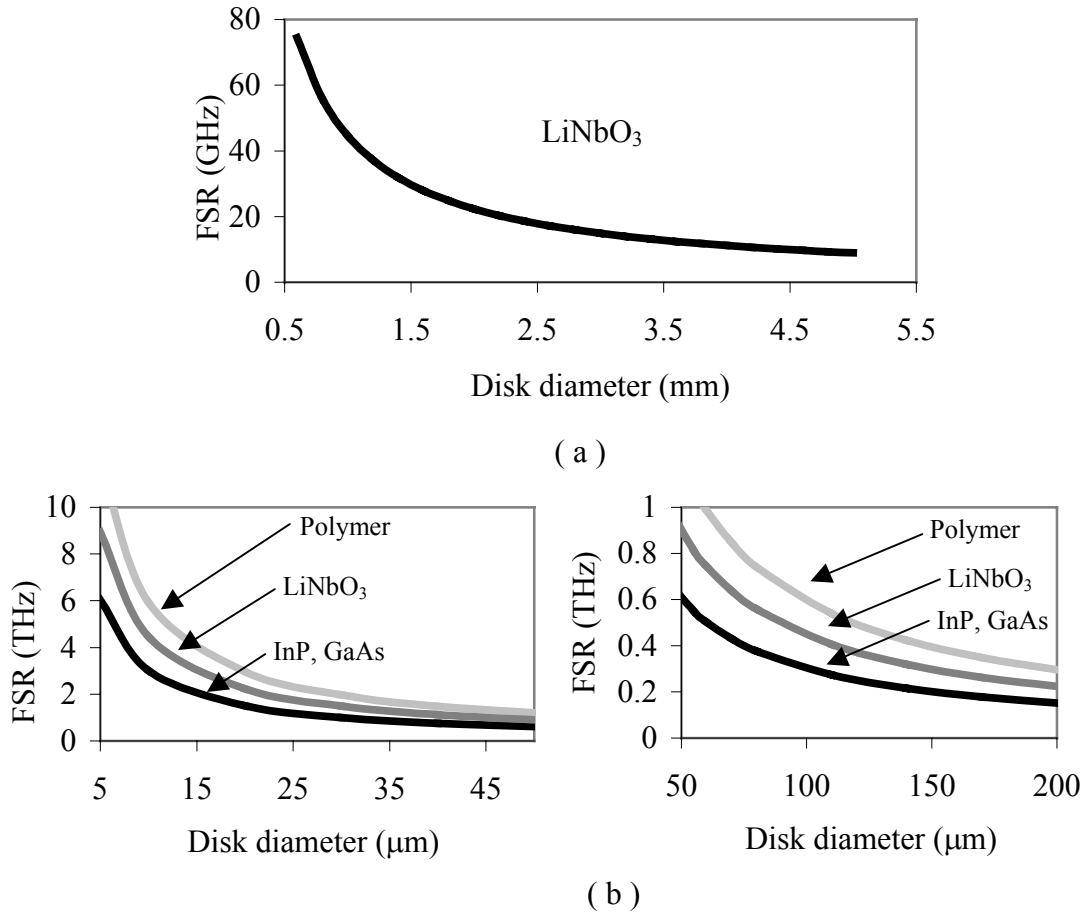 80
60
40
20
0
FSR (GHz)
LiNbO₃
0.5 1.5 2.5 3.5 4.5 5.5
Disk diameter (mm)
( a )
10
8
6
4
2
0
FSR (THz)
Polymer
LiNbO₃
InP, GaAs
5 15 25 35 45
Disk diameter (μm)
1
0.8
0.6
0.4
0.2
0
FSR (THz)
Polymer
LiNbO₃
InP, GaAs
50 100 150 200
Disk diameter (μm)
( b )